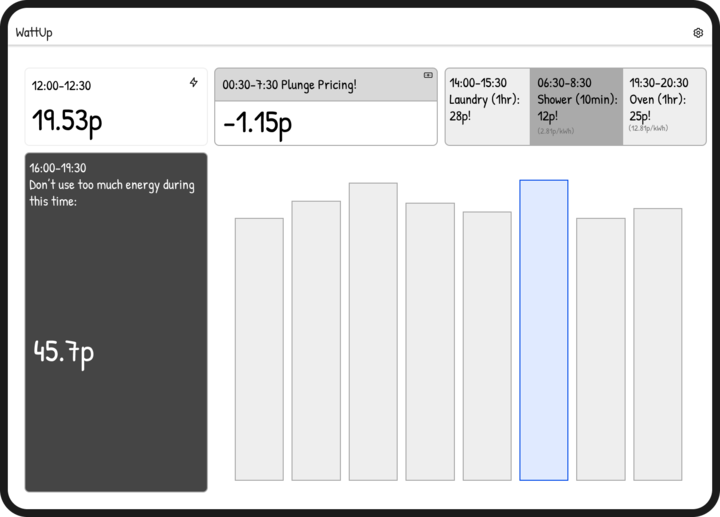 WattUp
12:00-12:30
19.53p
00:30-7:30 Plunge Pricing!
-1.15p
14:00-15:30
Laundry (1hr):
28p!
06:30-8:30
Shower (10min):
12p!
(2.81p/kWh)
19:30-20:30
Oven (1hr):
25p!
(12.81p/kWh)
16:00-19:30
Don't use too much energy during
this time:
45.7p